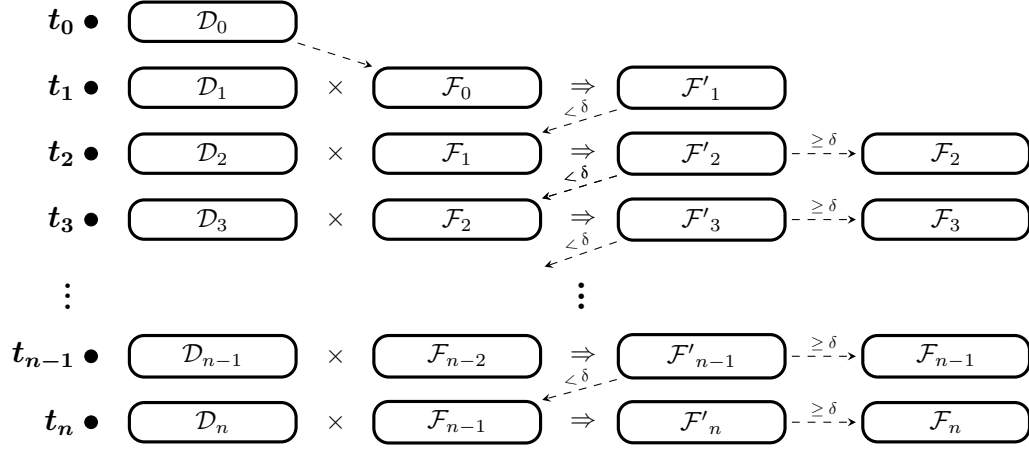 t₀ • 𝒟₀
t₁ • 𝒟₁ × ℱ₀ ⇒ ℱ′₁
< δ
t₂ • 𝒟₂ × ℱ₁ ⇒ ℱ′₂ ≥ δ ℱ₂
< δ
t₃ • 𝒟₃ × ℱ₂ ⇒ ℱ′₃ ≥ δ ℱ₃
< δ
⋮ ⋮
tₙ₋₁ • 𝒟ₙ₋₁ × ℱₙ₋₂ ⇒ ℱ′ₙ₋₁ ≥ δ ℱₙ₋₁
< δ
tₙ • 𝒟ₙ × ℱₙ₋₁ ⇒ ℱ′ₙ ≥ δ ℱₙ